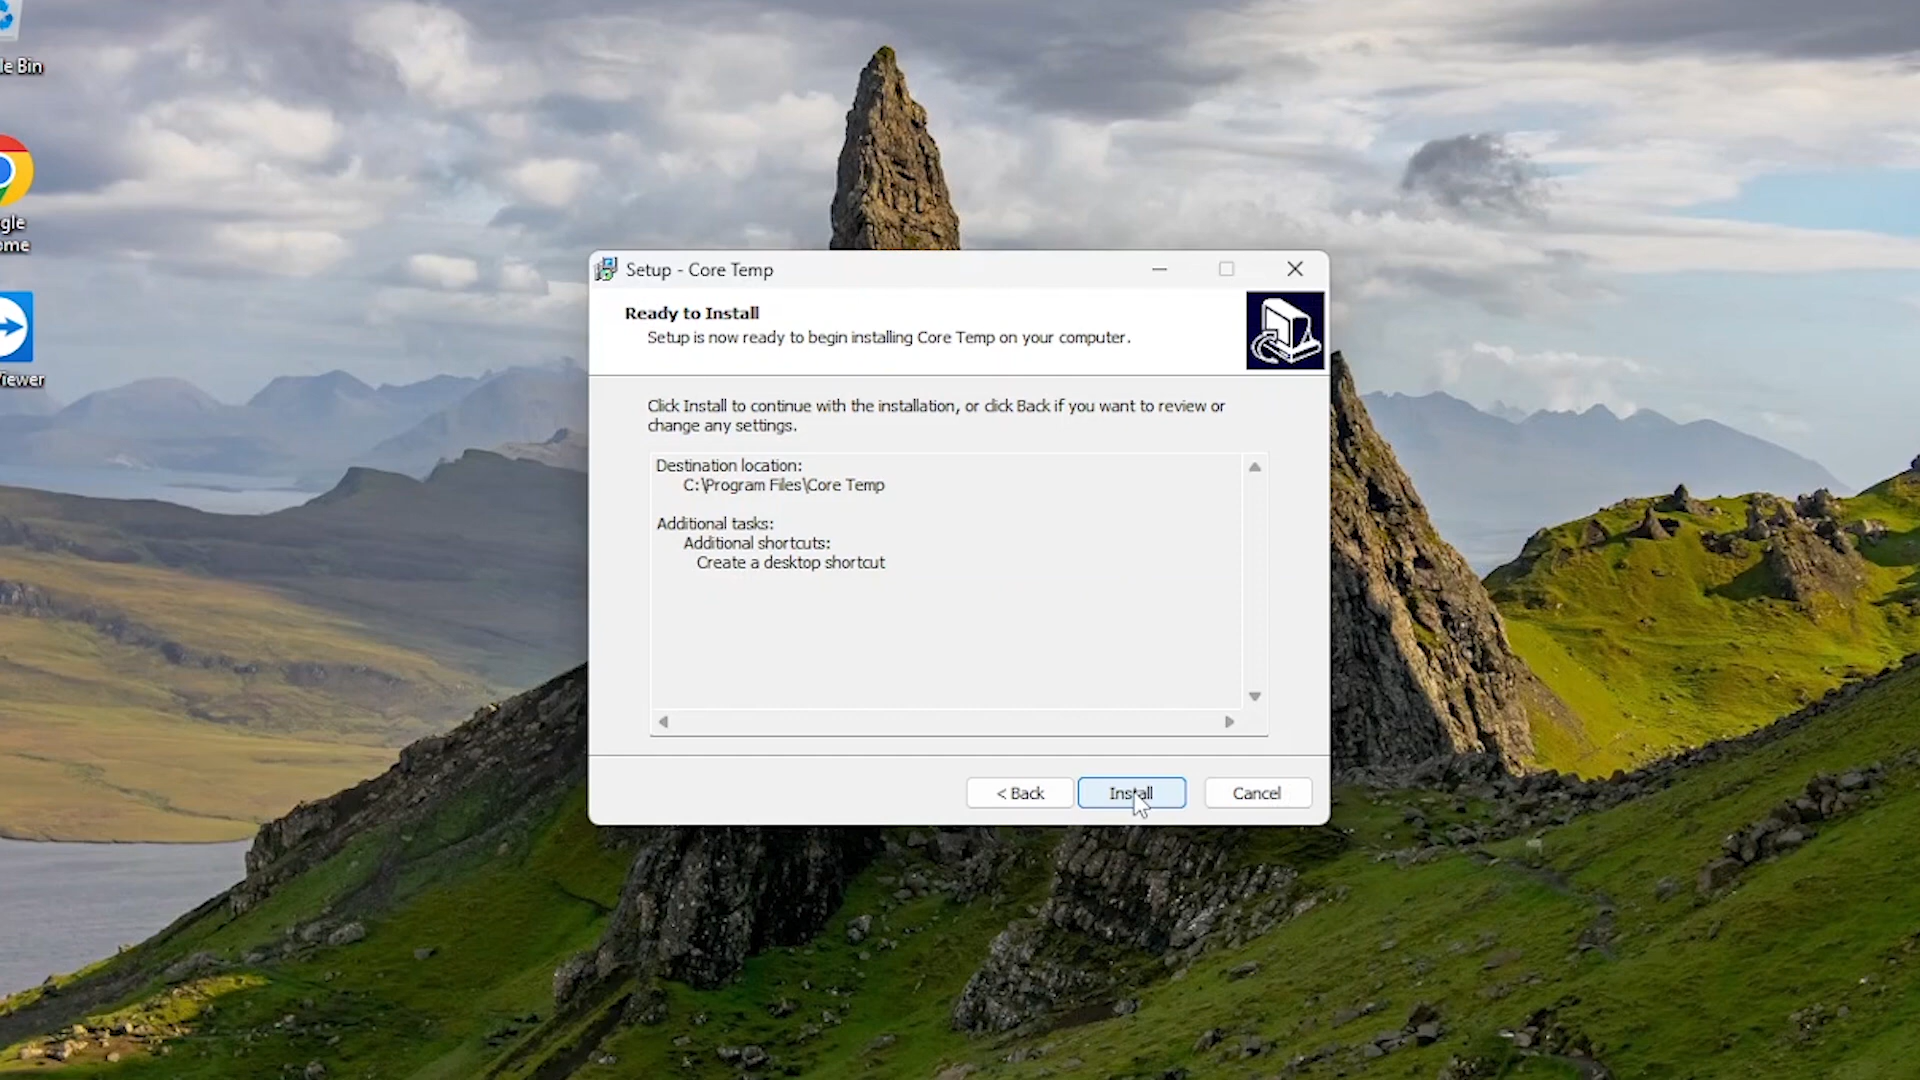 le Bin
gle
ome
iewer
Setup - Core Temp
Ready to Install
Setup is now ready to begin installing Core Temp on your computer.
Click Install to continue with the installation, or click Back if you want to review or
change any settings.
Destination location:
C:\Program Files\Core Temp
Additional tasks:
Additional shortcuts:
Create a desktop shortcut
< Back
Install
Cancel